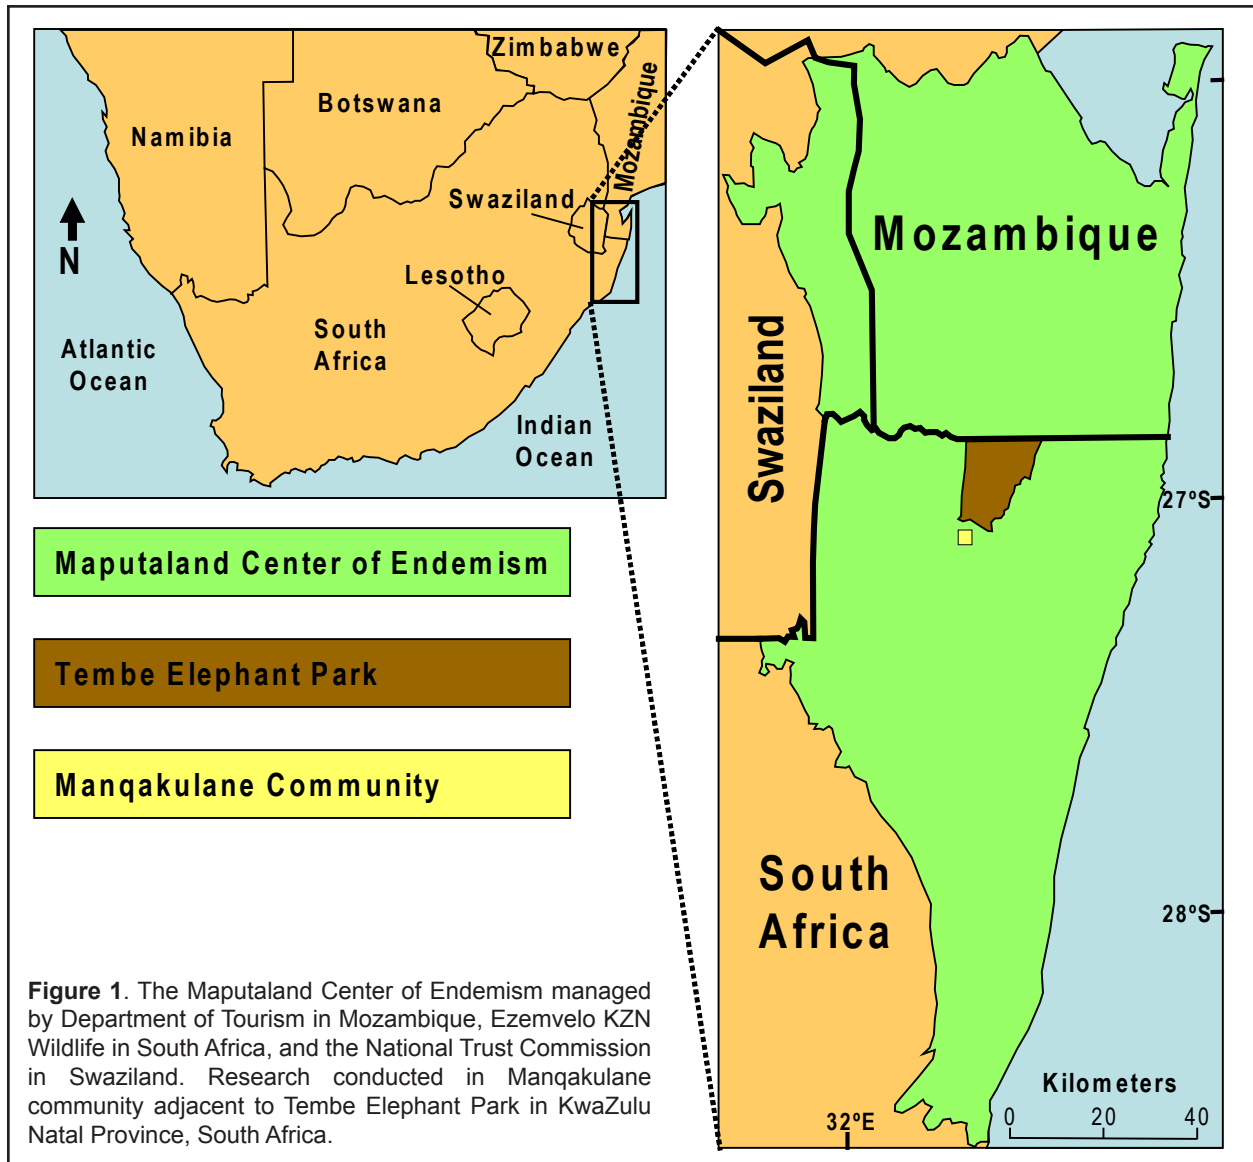 Zimbabwe
Botswana
Mozambique
Namibia
Swaziland
N
Lesotho
South
Africa
Atlantic
Ocean
Indian
Ocean
Maputaland Center of Endemism
Tembe Elephant Park
Manqakulane Community
Figure 1. The Maputaland Center of Endemism managed
by Department of Tourism in Mozambique, Ezemvelo KZN
Wildlife in South Africa, and the National Trust Commission
in Swaziland. Research conducted in Manqakulane
community adjacent to Tembe Elephant Park in KwaZulu
Natal Province, South Africa.
Mozambique
Swaziland
27ºS
South
Africa
28ºS
Kilometers
0 20 40
32ºE